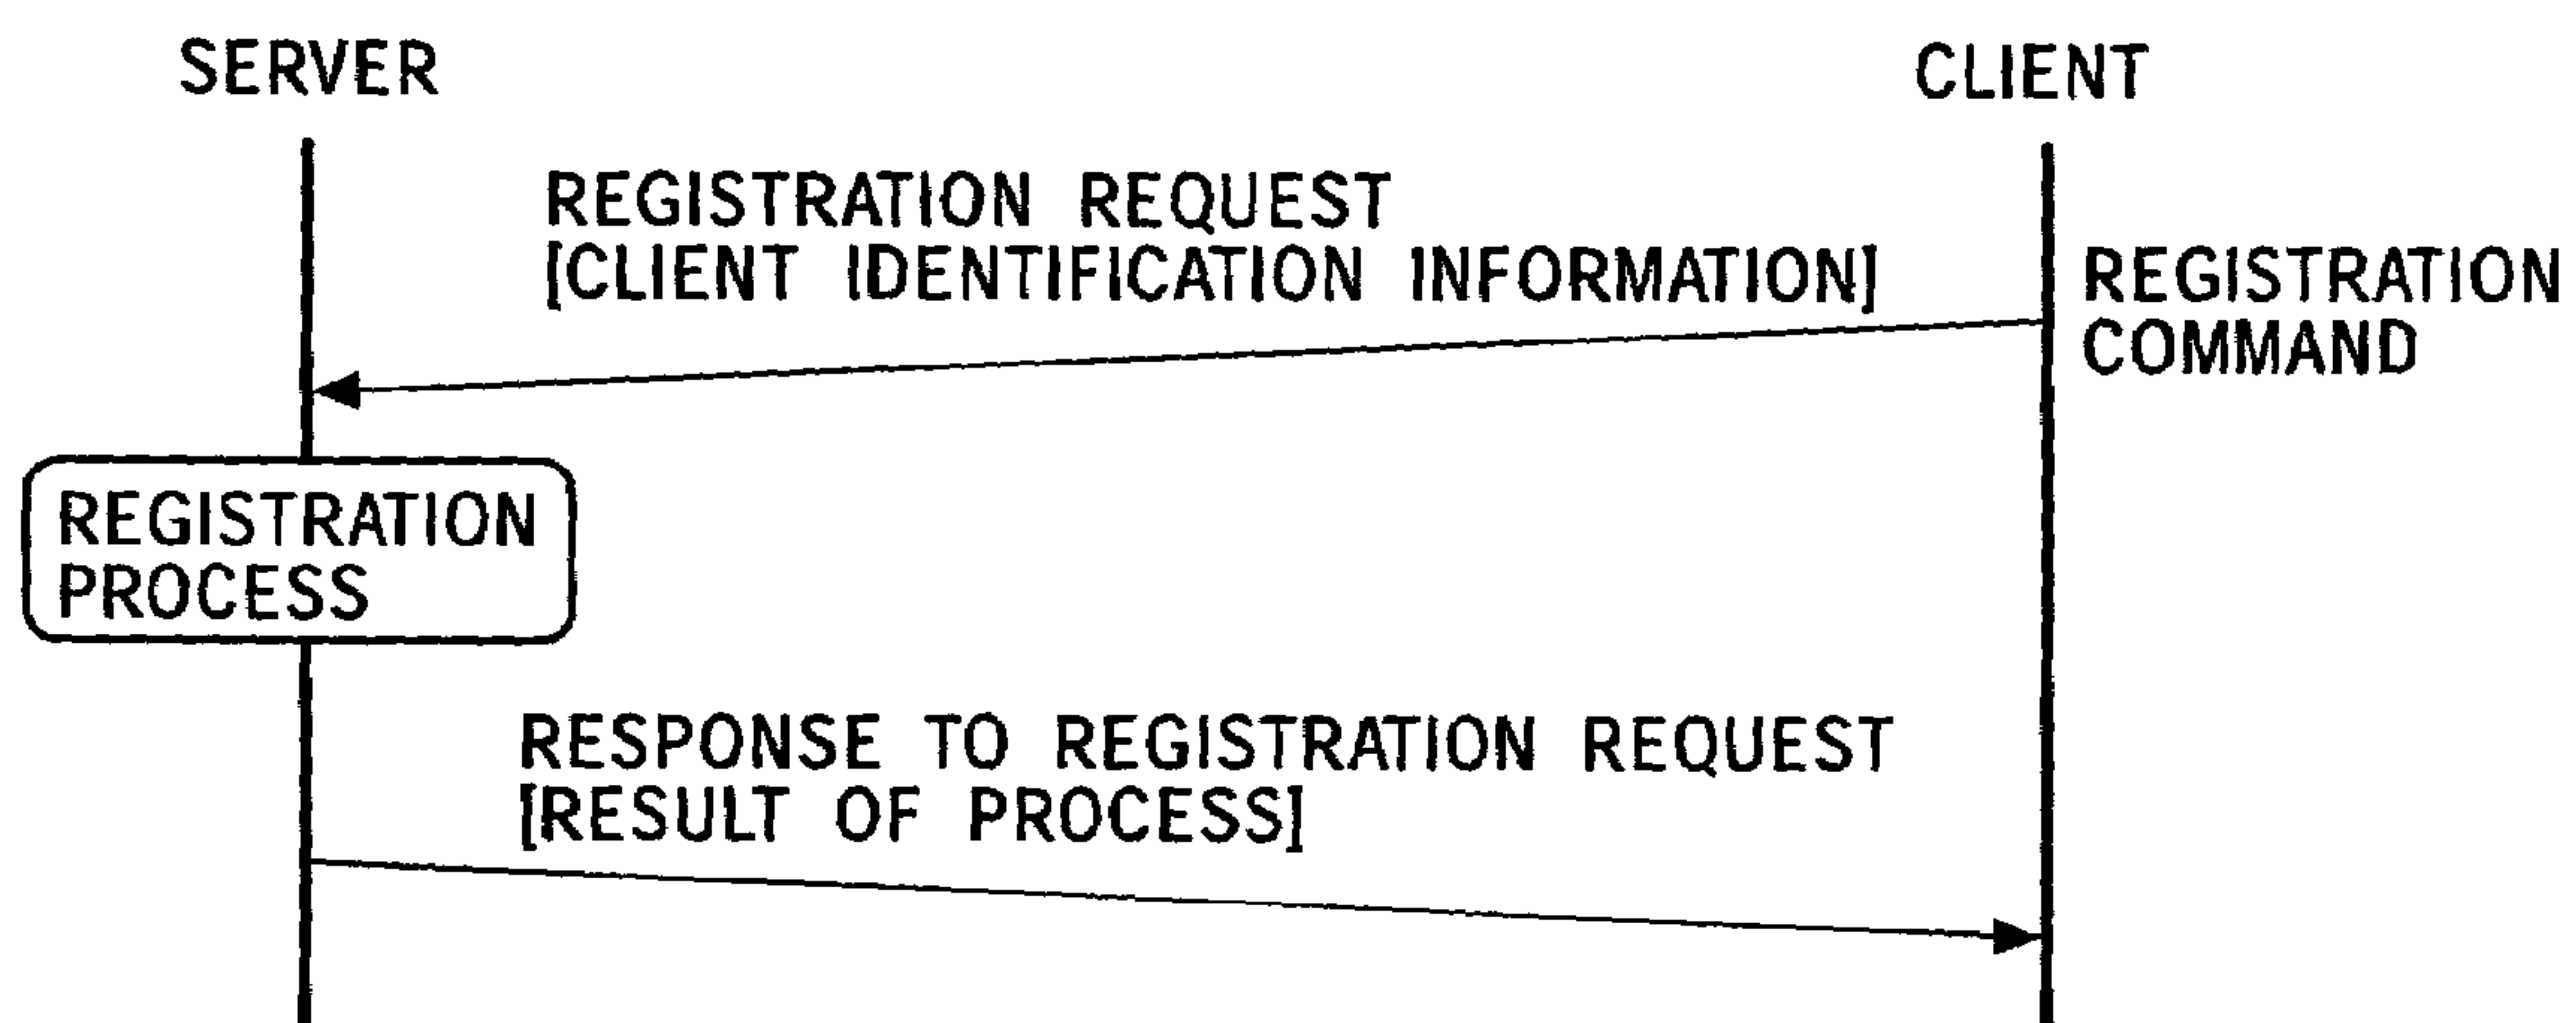 SERVER
CLIENT
REGISTRATION REQUEST
[CLIENT IDENTIFICATION INFORMATION]
REGISTRATION
COMMAND
REGISTRATION
PROCESS
RESPONSE TO REGISTRATION REQUEST
[RESULT OF PROCESS]